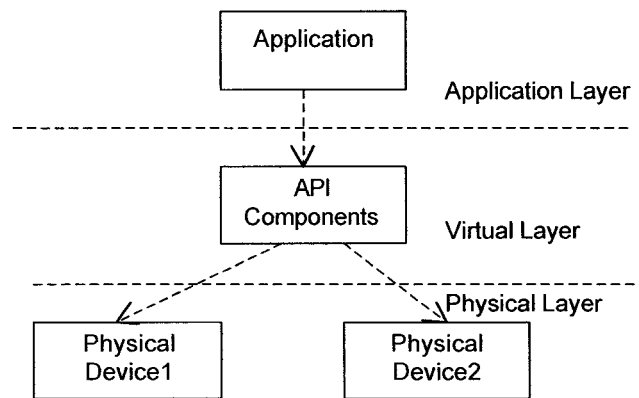 Application
Application Layer
API
Components
Virtual Layer
Physical Layer
Physical
Device1
Physical
Device2